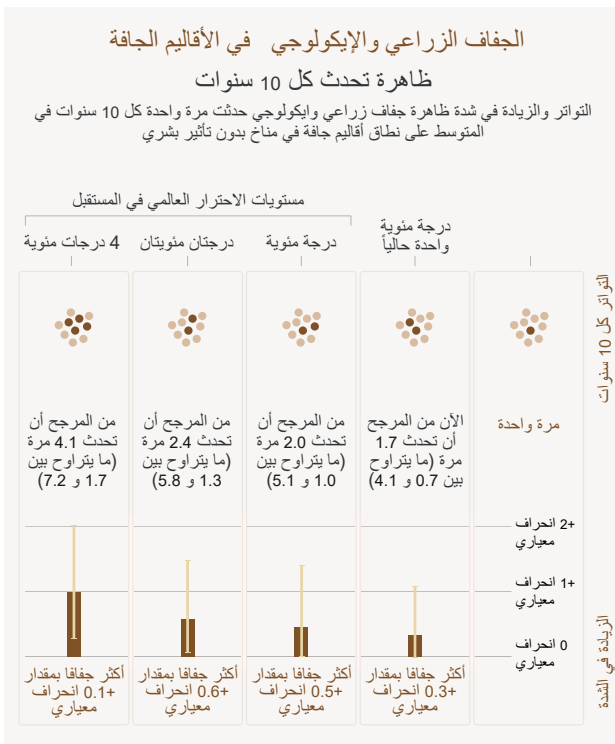 الجفاف الزراعي والإيكولوجي في الأقاليم الجافة
ظاهرة تحدث كل 10 سنوات
التواتر والزيادة في شدة ظاهرة جفاف زراعي وايكولوجي حدثت مرة واحدة كل 10 سنوات في
المتوسط على نطاق أقاليم جافة في مناخ بدون تأثير بشري
مستويات الاحترار العالمي في المستقبل
درجة مئوية
واحدة حالياً
درجة مئوية
درجتان مئويتان
4 درجات مئوية
التواتر كل 10 سنوات
مرة واحدة
الآن من المرجح
أن تحدث 1.7
مرة (ما يتراوح
بين 0.7 و 4.1)
من المرجح أن
تحدث 2.0 مرة
(ما يتراوح بين
1.0 و 5.1)
من المرجح أن
تحدث 2.4 مرة
(ما يتراوح بين
1.3 و 5.8)
من المرجح أن
تحدث 4.1 مرة
(ما يتراوح بين
1.7 و 7.2)
+2 انحراف
معياري
+1 انحراف
معياري
0 انحراف
معياري
الزيادة في الشدة
أكثر جفافا بمقدار
+0.3 انحراف
معياري
أكثر جفافا بمقدار
+0.5 انحراف
معياري
أكثر جفافا بمقدار
+0.6 انحراف
معياري
أكثر جفافا بمقدار
+0.1 انحراف
معياري